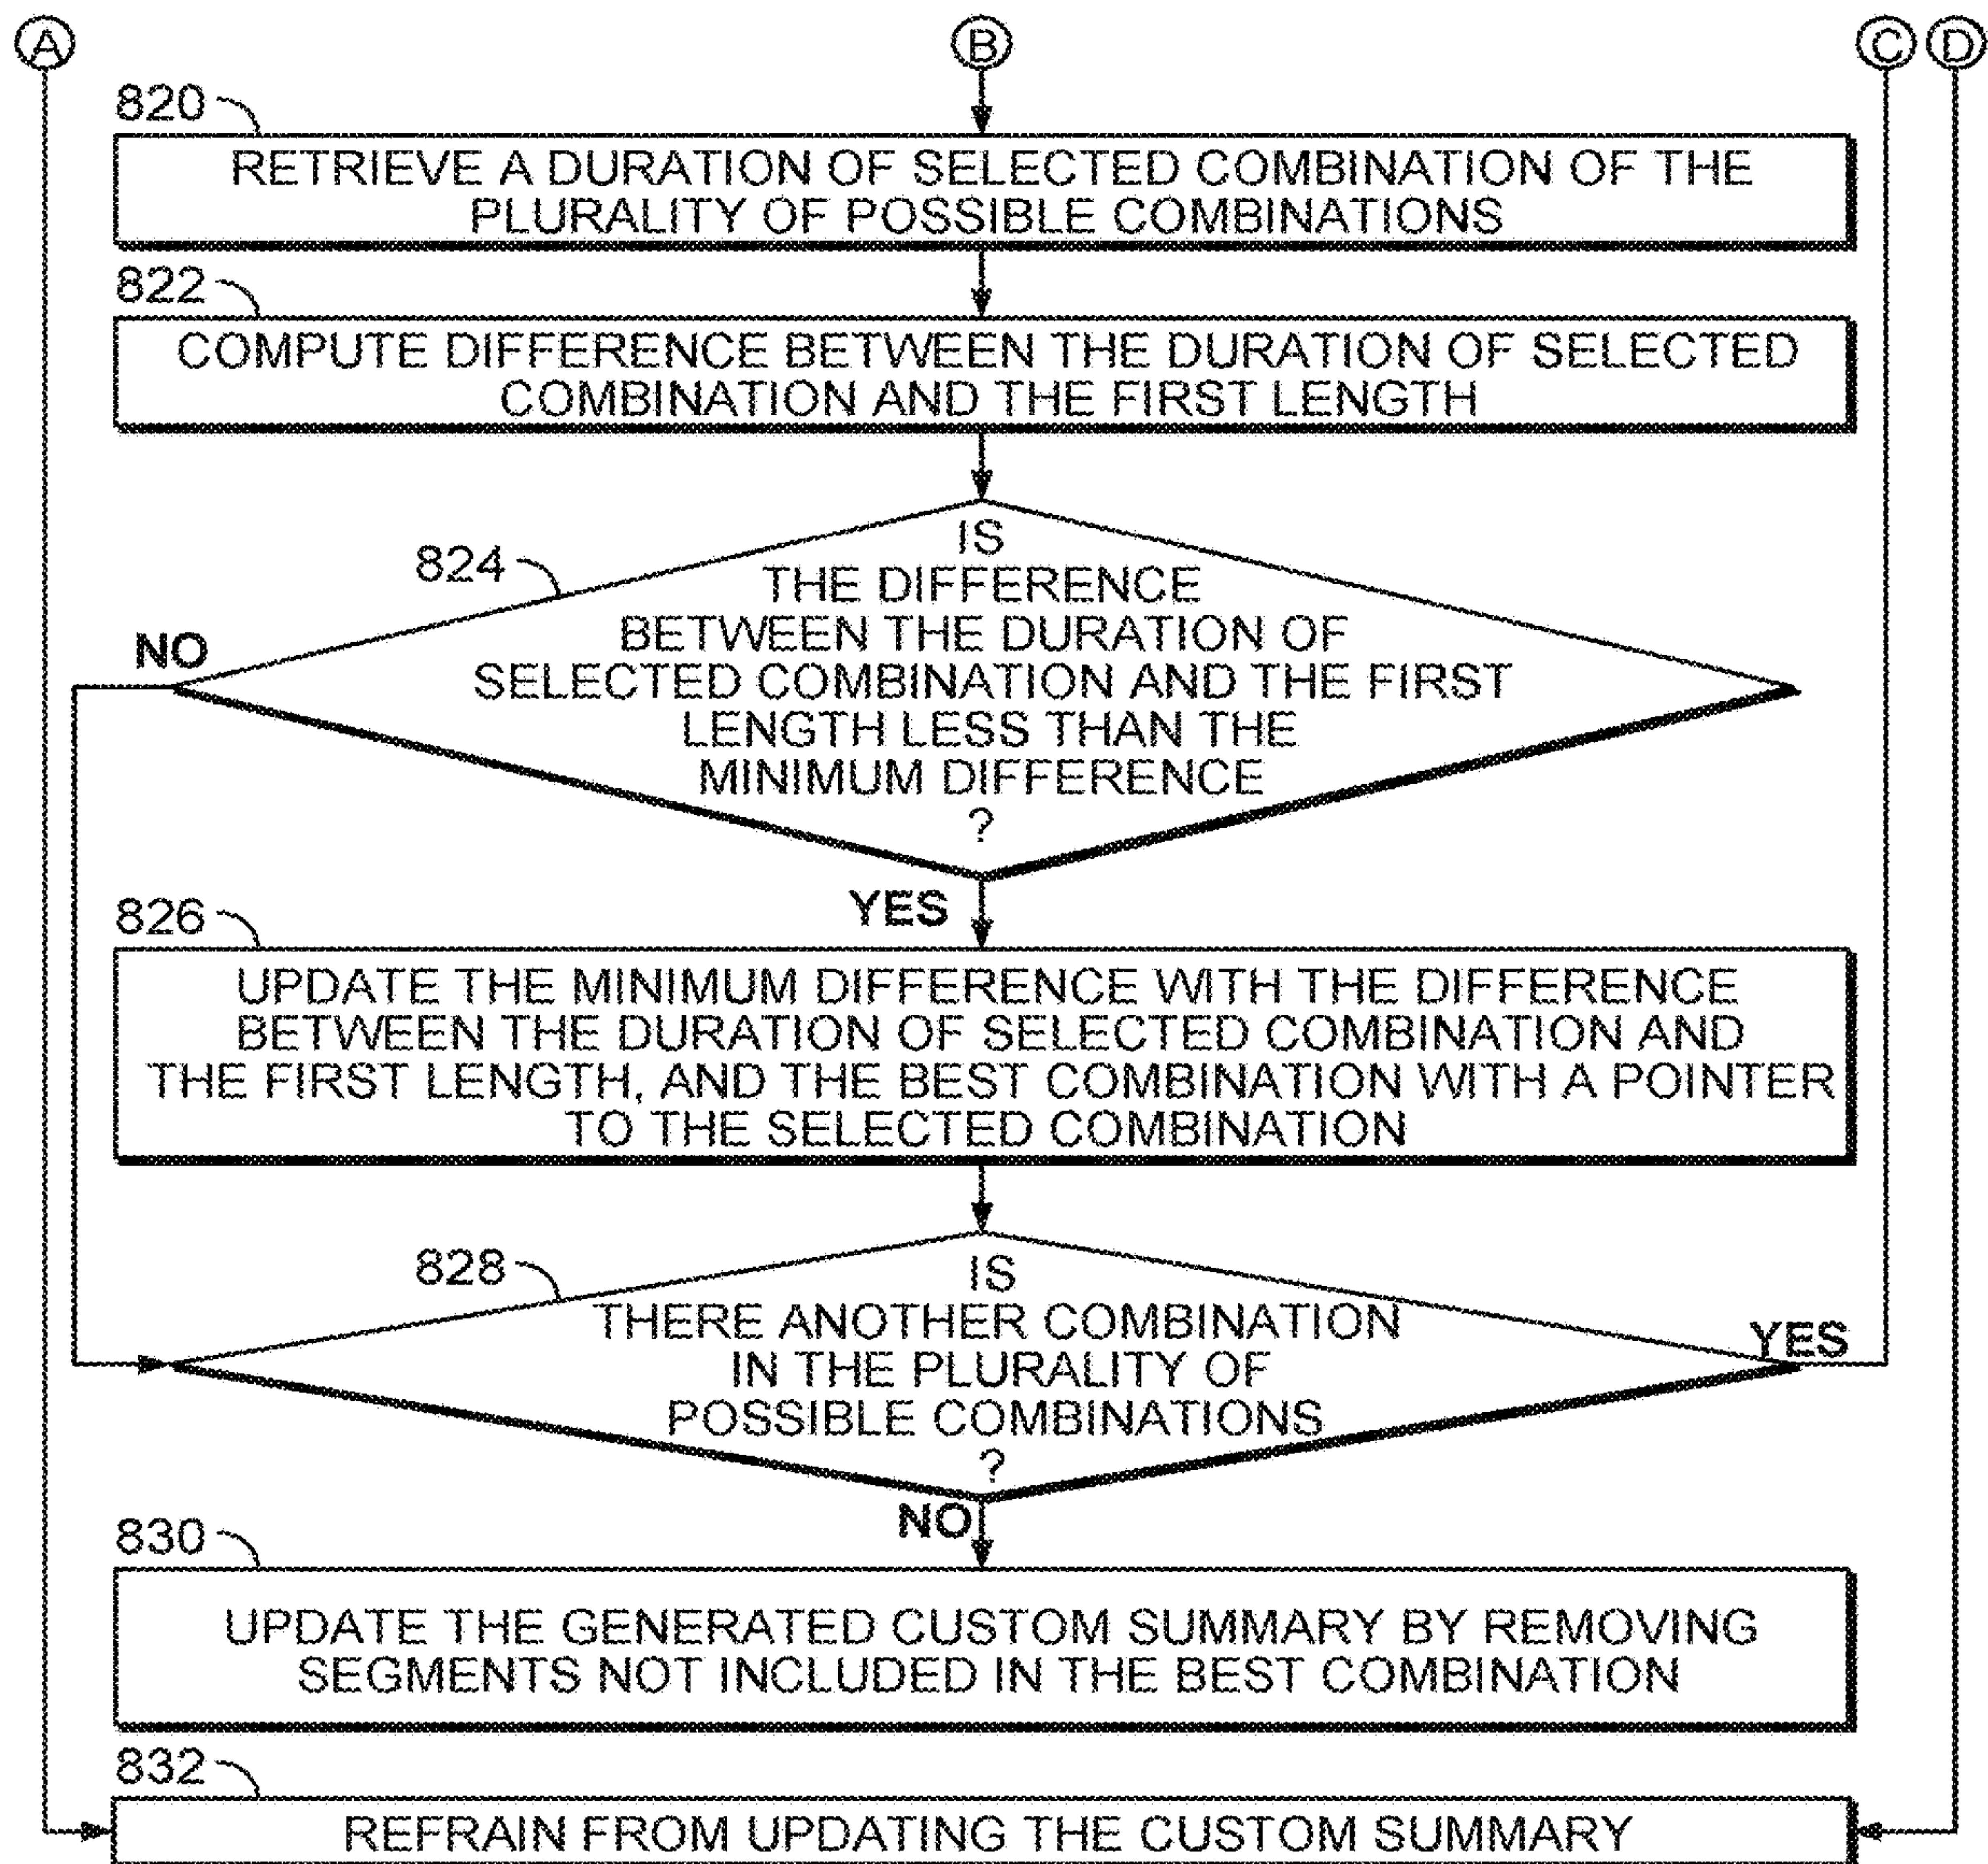 A
B
C
D
820
RETRIEVE A DURATION OF SELECTED COMBINATION OF THE
PLURALITY OF POSSIBLE COMBINATIONS
822
COMPUTE DIFFERENCE BETWEEN THE DURATION OF SELECTED
COMBINATION AND THE FIRST LENGTH
824
IS
THE DIFFERENCE
BETWEEN THE DURATION OF
SELECTED COMBINATION AND THE FIRST
LENGTH LESS THAN THE
MINIMUM DIFFERENCE
?
NO
YES
826
UPDATE THE MINIMUM DIFFERENCE WITH THE DIFFERENCE
BETWEEN THE DURATION OF SELECTED COMBINATION AND
THE FIRST LENGTH, AND THE BEST COMBINATION WITH A POINTER
TO THE SELECTED COMBINATION
828
IS
THERE ANOTHER COMBINATION
IN THE PLURALITY OF
POSSIBLE COMBINATIONS
?
YES
NO
830
UPDATE THE GENERATED CUSTOM SUMMARY BY REMOVING
SEGMENTS NOT INCLUDED IN THE BEST COMBINATION
832
REFRAIN FROM UPDATING THE CUSTOM SUMMARY